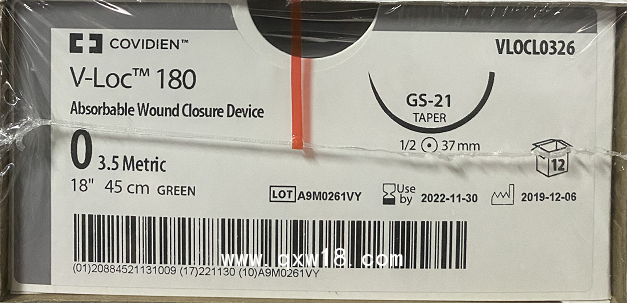 COVIDIEN™
VLOCL0326
V-Loc™ 180
Absorbable Wound Closure Device
GS-21
TAPER
1/2 37 mm
0 3.5 Metric
12
18" 45 cm GREEN
LOT A9M0261VY
Use by 2022-11-30
2019-12-06
www.gxw18.com
(01)20884521131009 (17)221130 (10)A9M0261VY